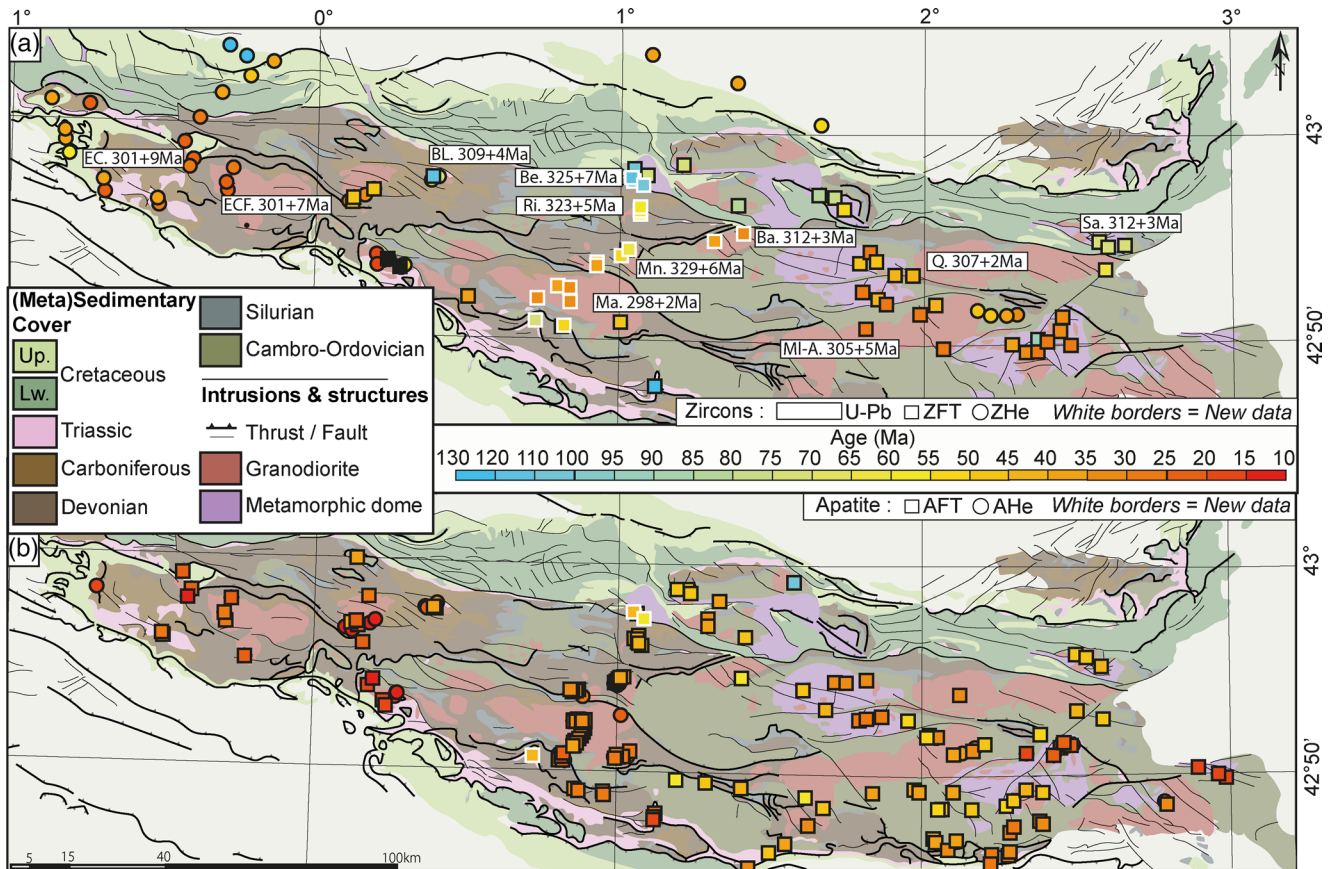 1° 0° 1° 2° 3°
(a)
N
43°
EC. 301+9Ma
BL. 309+4Ma
Be. 325+7Ma
ECF. 301+7Ma
Ri. 323+5Ma
Ba. 312+3Ma
Sa. 312+3Ma
Mn. 329+6Ma
Q. 307+2Ma
Ma. 298+2Ma
Ml-A. 305+5Ma
42°50'
(Meta)Sedimentary
Cover
Up.
Cretaceous
Lw.
Triassic
Carboniferous
Devonian
Silurian
Cambro-Ordovician
Intrusions & structures
Thrust / Fault
Granodiorite
Metamorphic dome
Zircons : U-Pb ZFT ZHe White borders = New data
Age (Ma)
130 120 110 100 95 90 85 80 75 70 65 60 55 50 45 40 35 30 25 20 15 10
Apatite : AFT AHe White borders = New data
(b)
43°
42°50'
5 15 40 100km